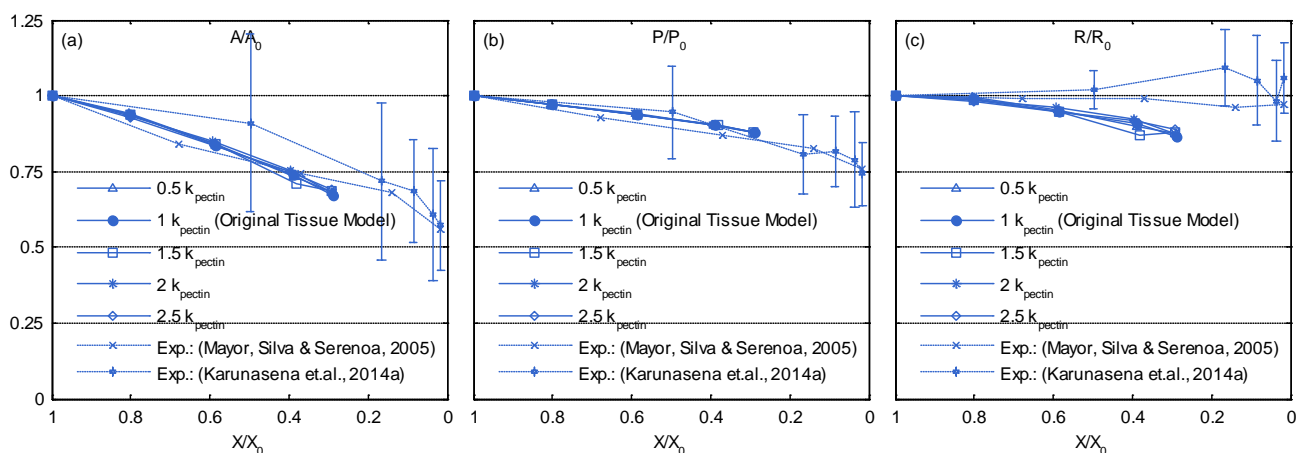 (a) A/A0
(b) P/P0
(c) R/R0
1.25
1
0.75
0.5
0.25
0
0.5 kpectin
1 kpectin (Original Tissue Model)
1.5 kpectin
2 kpectin
2.5 kpectin
Exp.: (Mayor, Silva & Serenoa, 2005)
Exp.: (Karunasena et.al., 2014a)
1 0.8 0.6 0.4 0.2 0
X/X0
0.5 kpectin
1 kpectin (Original Tissue Model)
1.5 kpectin
2 kpectin
2.5 kpectin
Exp.: (Mayor, Silva & Serenoa, 2005)
Exp.: (Karunasena et.al., 2014a)
1 0.8 0.6 0.4 0.2 0
X/X0
0.5 kpectin
1 kpectin (Original Tissue Model)
1.5 kpectin
2 kpectin
2.5 kpectin
Exp.: (Mayor, Silva & Serenoa, 2005)
Exp.: (Karunasena et.al., 2014a)
1 0.8 0.6 0.4 0.2 0
X/X0